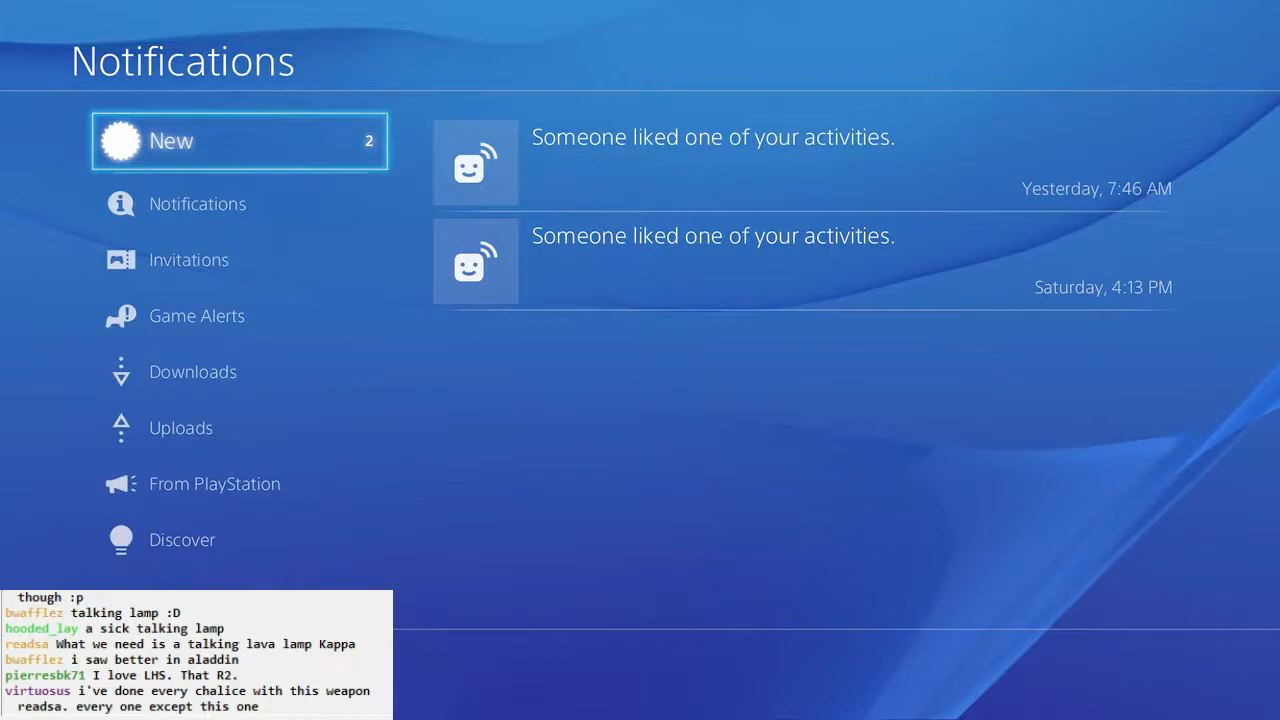 Notifications
New 2
Someone liked one of your activities.
Yesterday, 7:46 AM
Notifications
Someone liked one of your activities.
Saturday, 4:13 PM
Invitations
Game Alerts
Downloads
Uploads
From PlayStation
Discover
though :p
bwafflez talking lamp :D
hooded_lay a sick talking lamp
readsa What we need is a talking lava lamp Kappa
bwafflez i saw better in aladdin
pierresbk71 I love LHS. That R2.
virtuosus i've done every chalice with this weapon
readsa. every one except this one